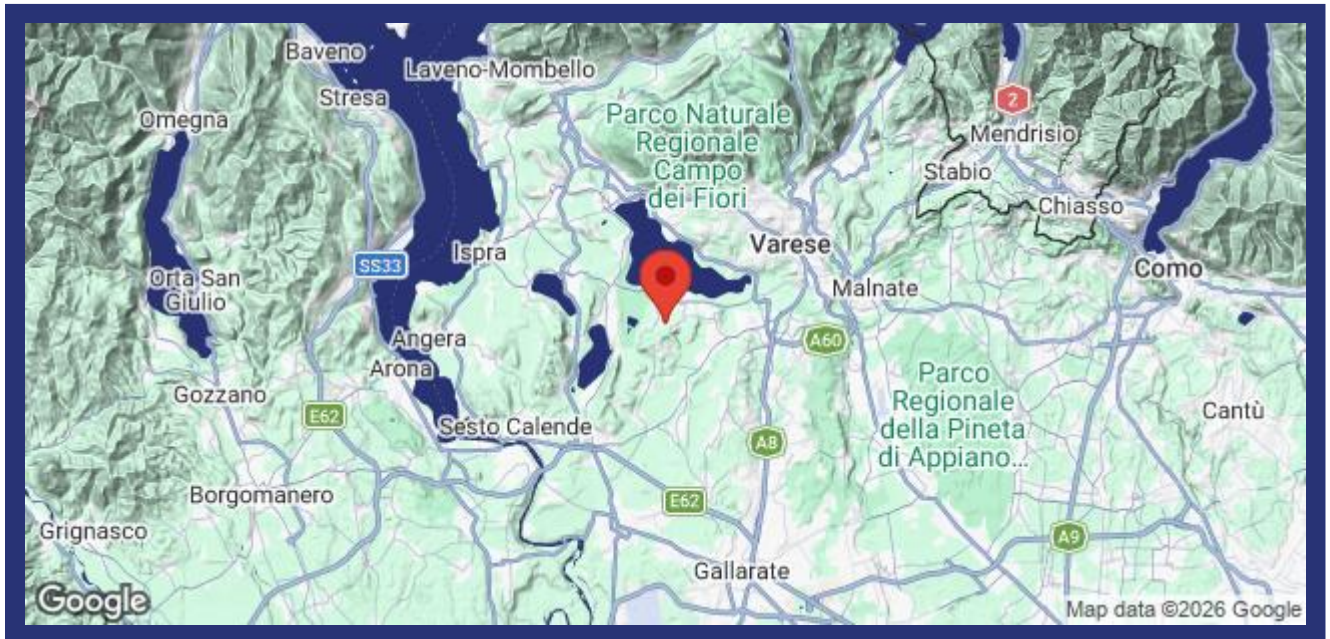 Baveno
Laveno-Mombello
Stresa
Omegna
Parco Naturale
Regionale
Campo
dei Fiori
2
Mendrisio
Stabio
Chiasso
Varese
Ispra
SS33
Como
Orta San
Giulio
Malnate
Angera
A60
Arona
Gozzano
Parco
Regionale
della Pineta
di Appiano...
Cantù
E62
Sesto Calende
A8
Borgomanero
E62
Grignasco
A9
Gallarate
Google
Map data ©2026 Google